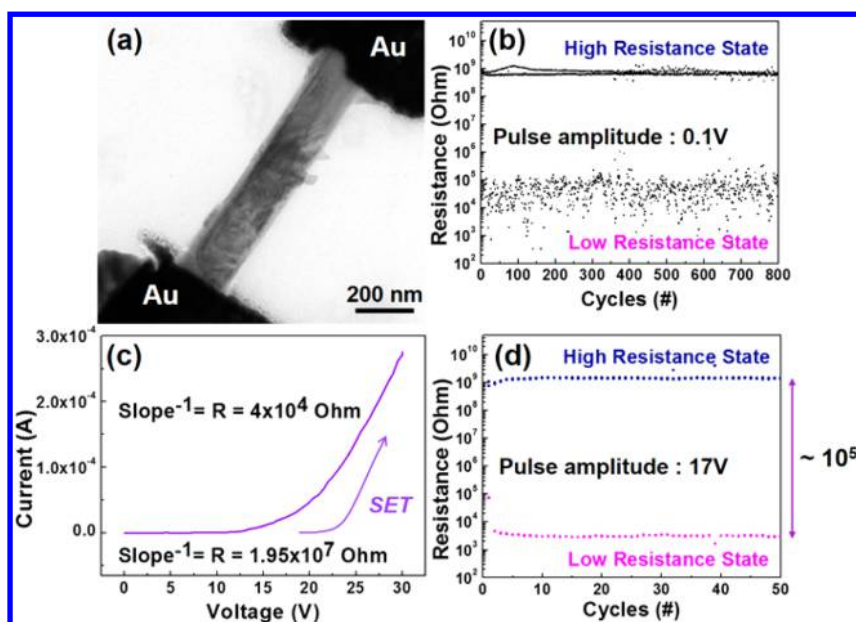 (a)
Au
Au
200 nm
(b)
High Resistance State
Pulse amplitude : 0.1V
Low Resistance State
Resistance (Ohm)
10¹⁰
10⁹
10⁸
10⁷
10⁶
10⁵
10⁴
10³
10²
0 100 200 300 400 500 600 700 800
Cycles (#)
(c)
Current (A)
3.0x10⁻⁴
2.0x10⁻⁴
1.0x10⁻⁴
0.0
Slope⁻¹= R = 4x10⁴ Ohm
SET
Slope⁻¹= R = 1.95x10⁷ Ohm
0 5 10 15 20 25 30
Voltage (V)
(d)
High Resistance State
Pulse amplitude : 17V
Low Resistance State
~ 10⁵
Resistance (Ohm)
10¹⁰
10⁹
10⁸
10⁷
10⁶
10⁵
10⁴
10³
10²
0 10 20 30 40 50
Cycles (#)